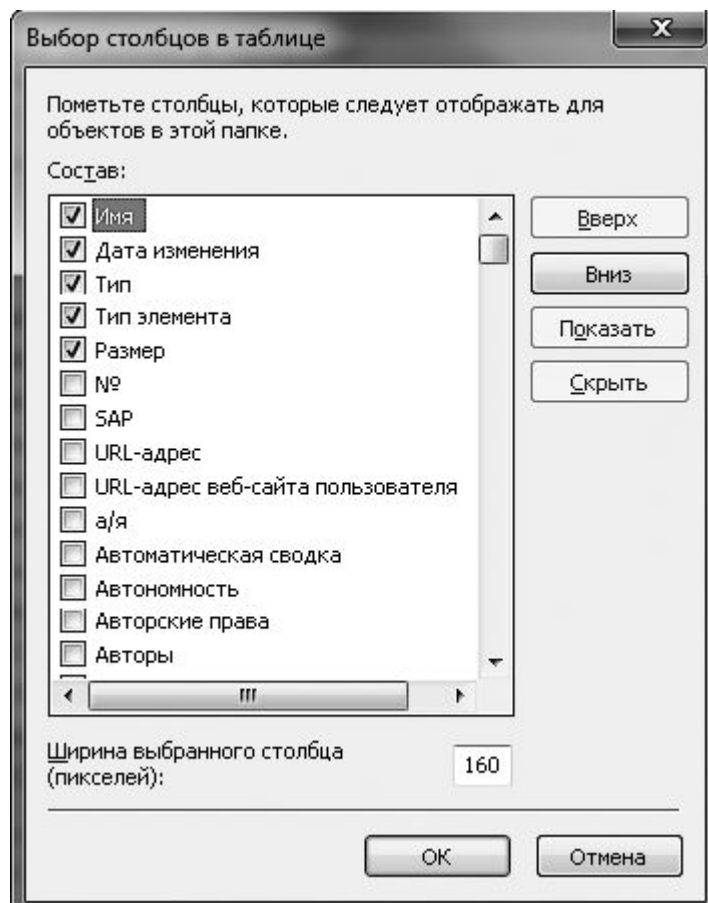 Выбор столбцов в таблице
Пометьте столбцы, которые следует отображать для
объектов в этой папке.
Состав:
Имя
Дата изменения
Тип
Тип элемента
Размер
№
SAP
URL-адрес
URL-адрес веб-сайта пользователя
а/я
Автоматическая сводка
Автономность
Авторские права
Авторы
Вверх
Вниз
Показать
Скрыть
Ширина выбранного столбца
(пикселей):
160
ОК
Отмена